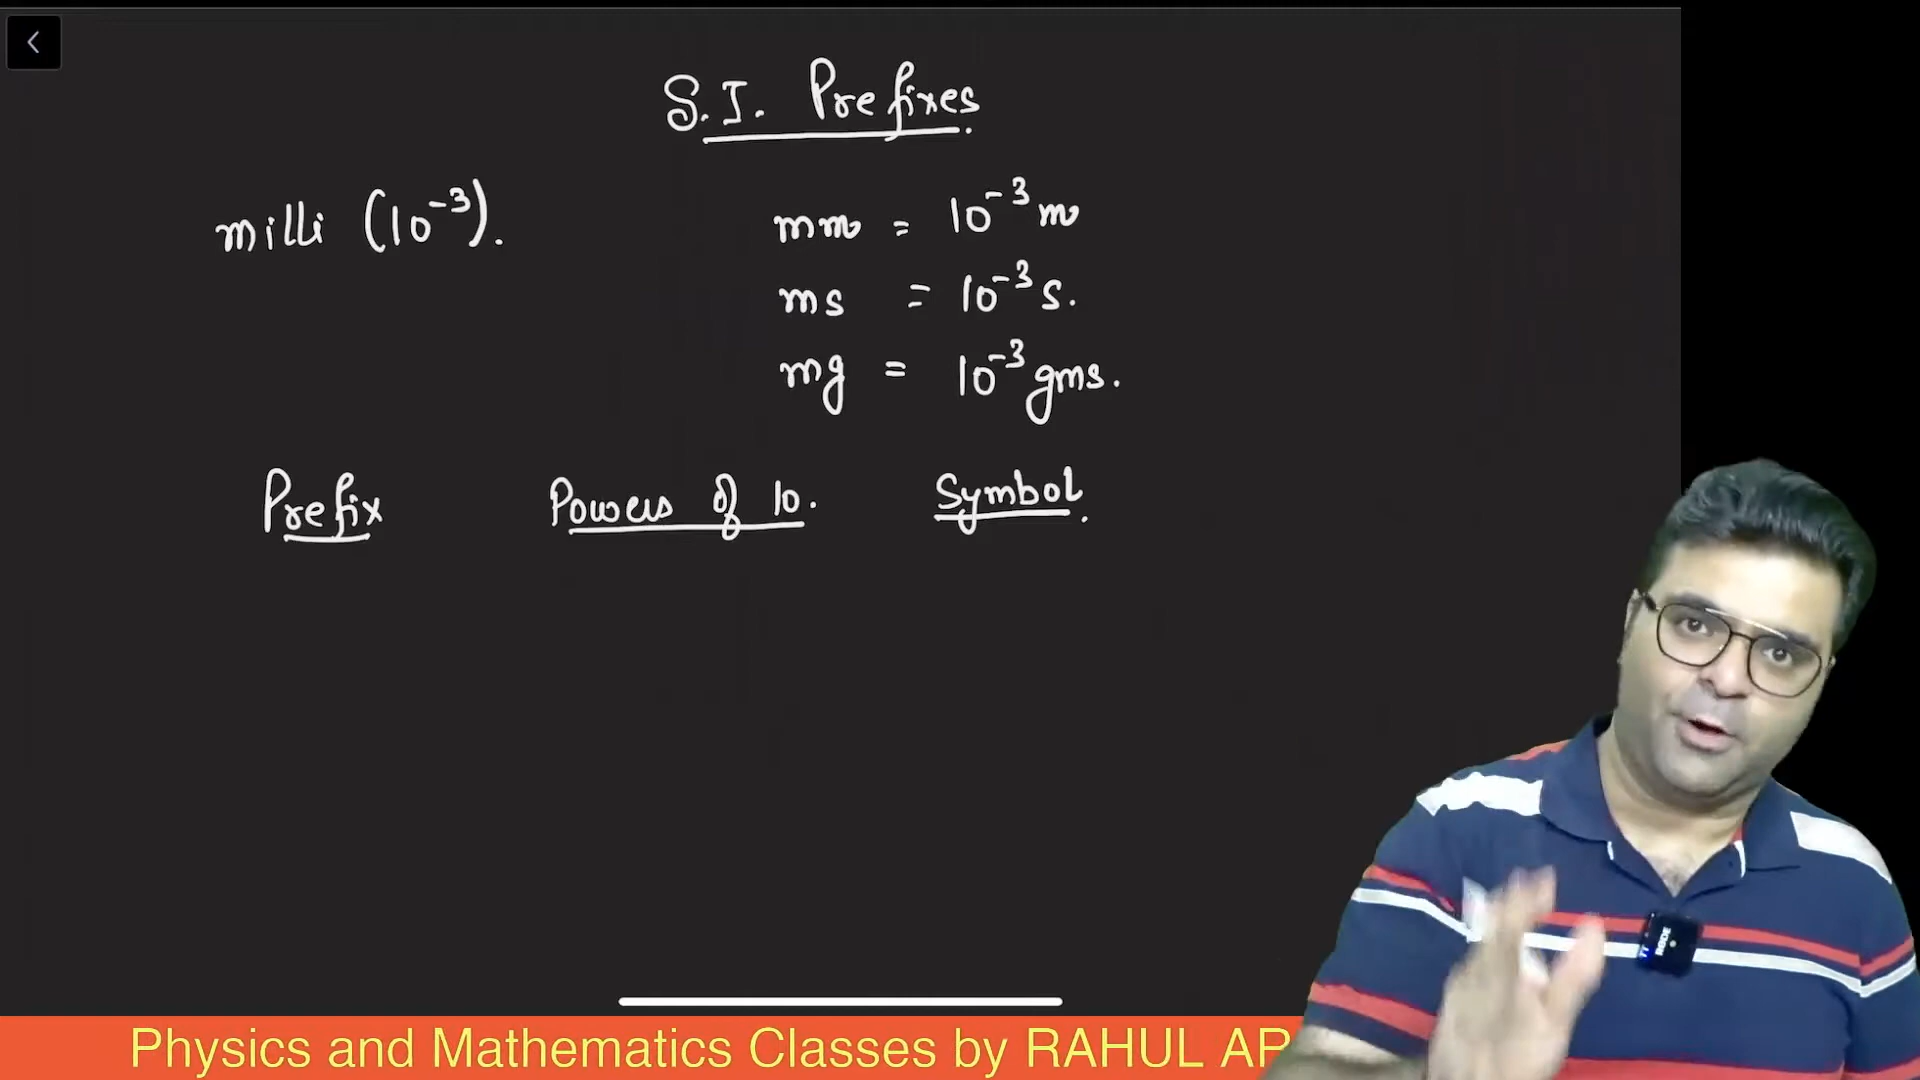 S.I. Prefixes.
milli (10⁻³).
mm = 10⁻³ m
ms = 10⁻³ s.
mg = 10⁻³ gms.
Prefix Powers of 10. Symbol.
RODE
Physics and Mathematics Classes by RAHUL